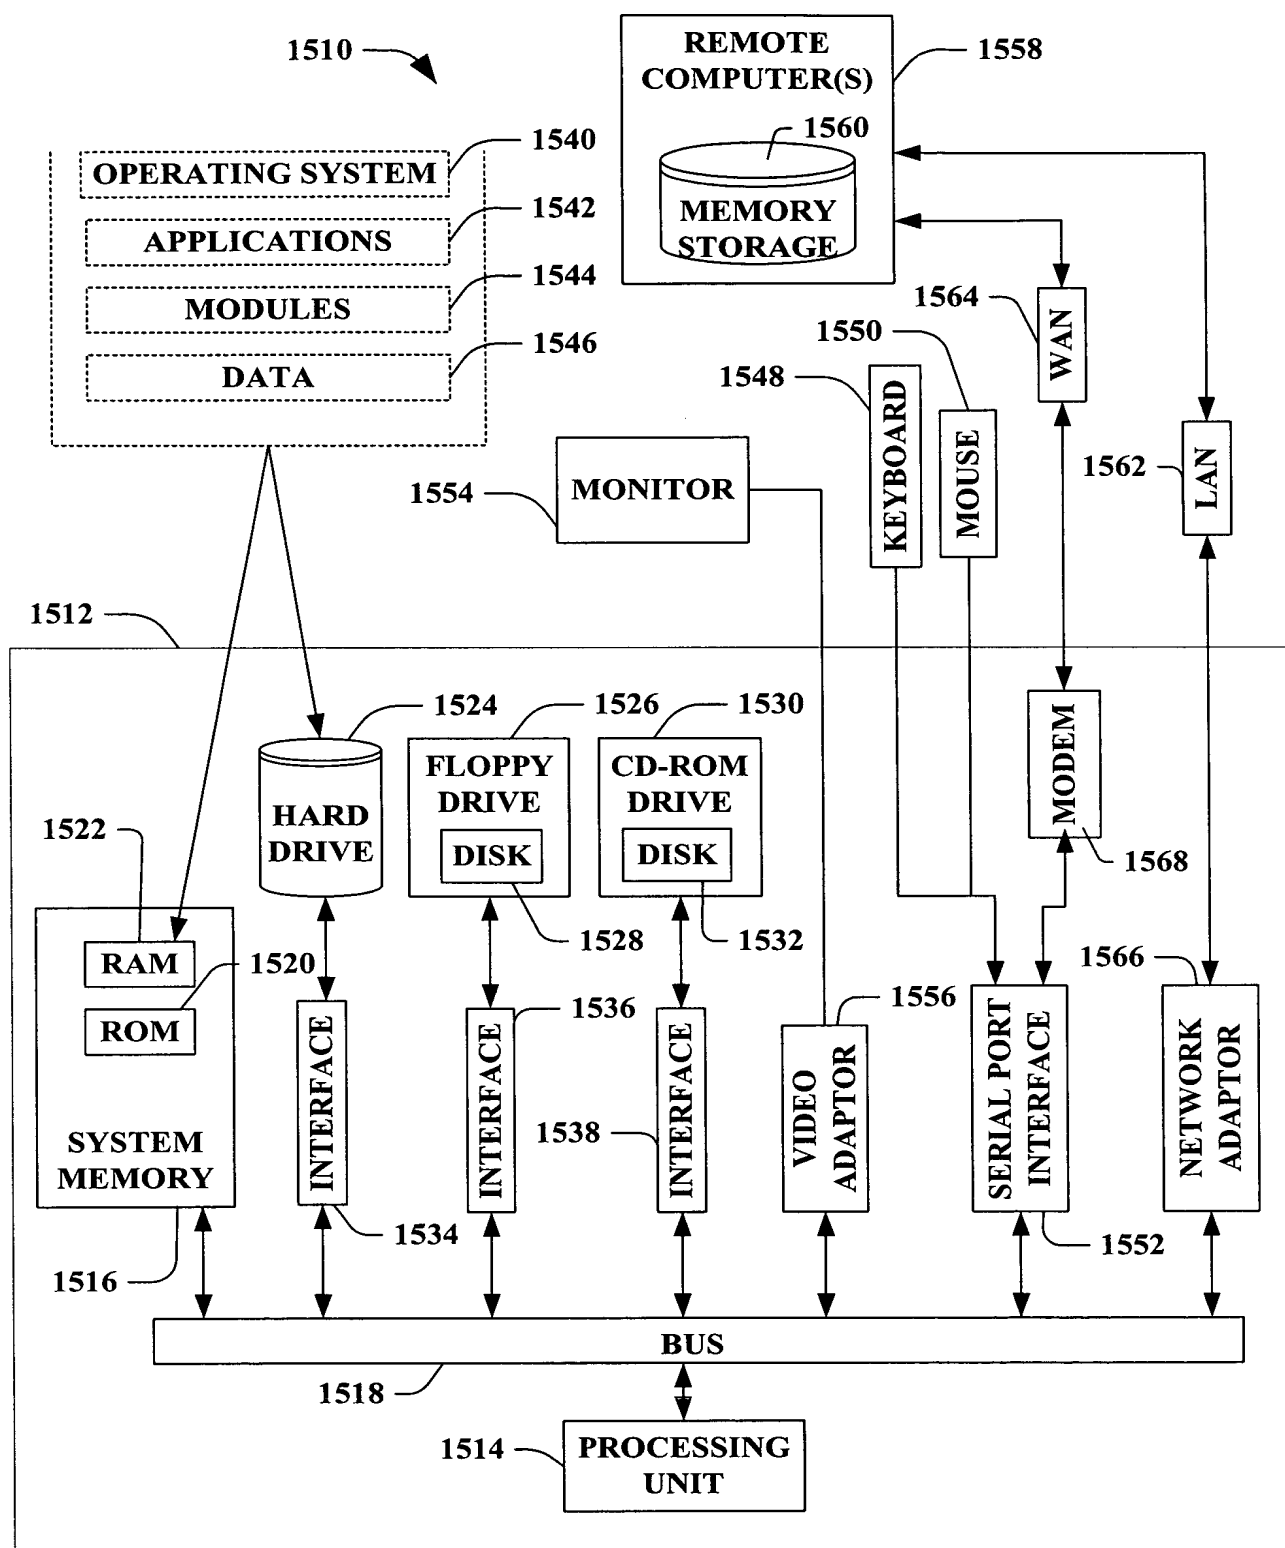 1510
REMOTE
COMPUTER(S)
1558
1560
MEMORY
STORAGE
1540
OPERATING SYSTEM
1542
APPLICATIONS
1544
MODULES
1546
DATA
1564
WAN
1550
1548
KEYBOARD
MOUSE
1562
LAN
1554
MONITOR
1512
1524
HARD
DRIVE
1526
FLOPPY
DRIVE
DISK
1528
1530
CD-ROM
DRIVE
DISK
1532
MODEM
1568
1522
RAM
1520
ROM
SYSTEM
MEMORY
1516
INTERFACE
1534
1536
INTERFACE
1538
INTERFACE
1556
VIDEO
ADAPTOR
SERIAL PORT
INTERFACE
1552
1566
NETWORK
ADAPTOR
BUS
1518
1514
PROCESSING
UNIT